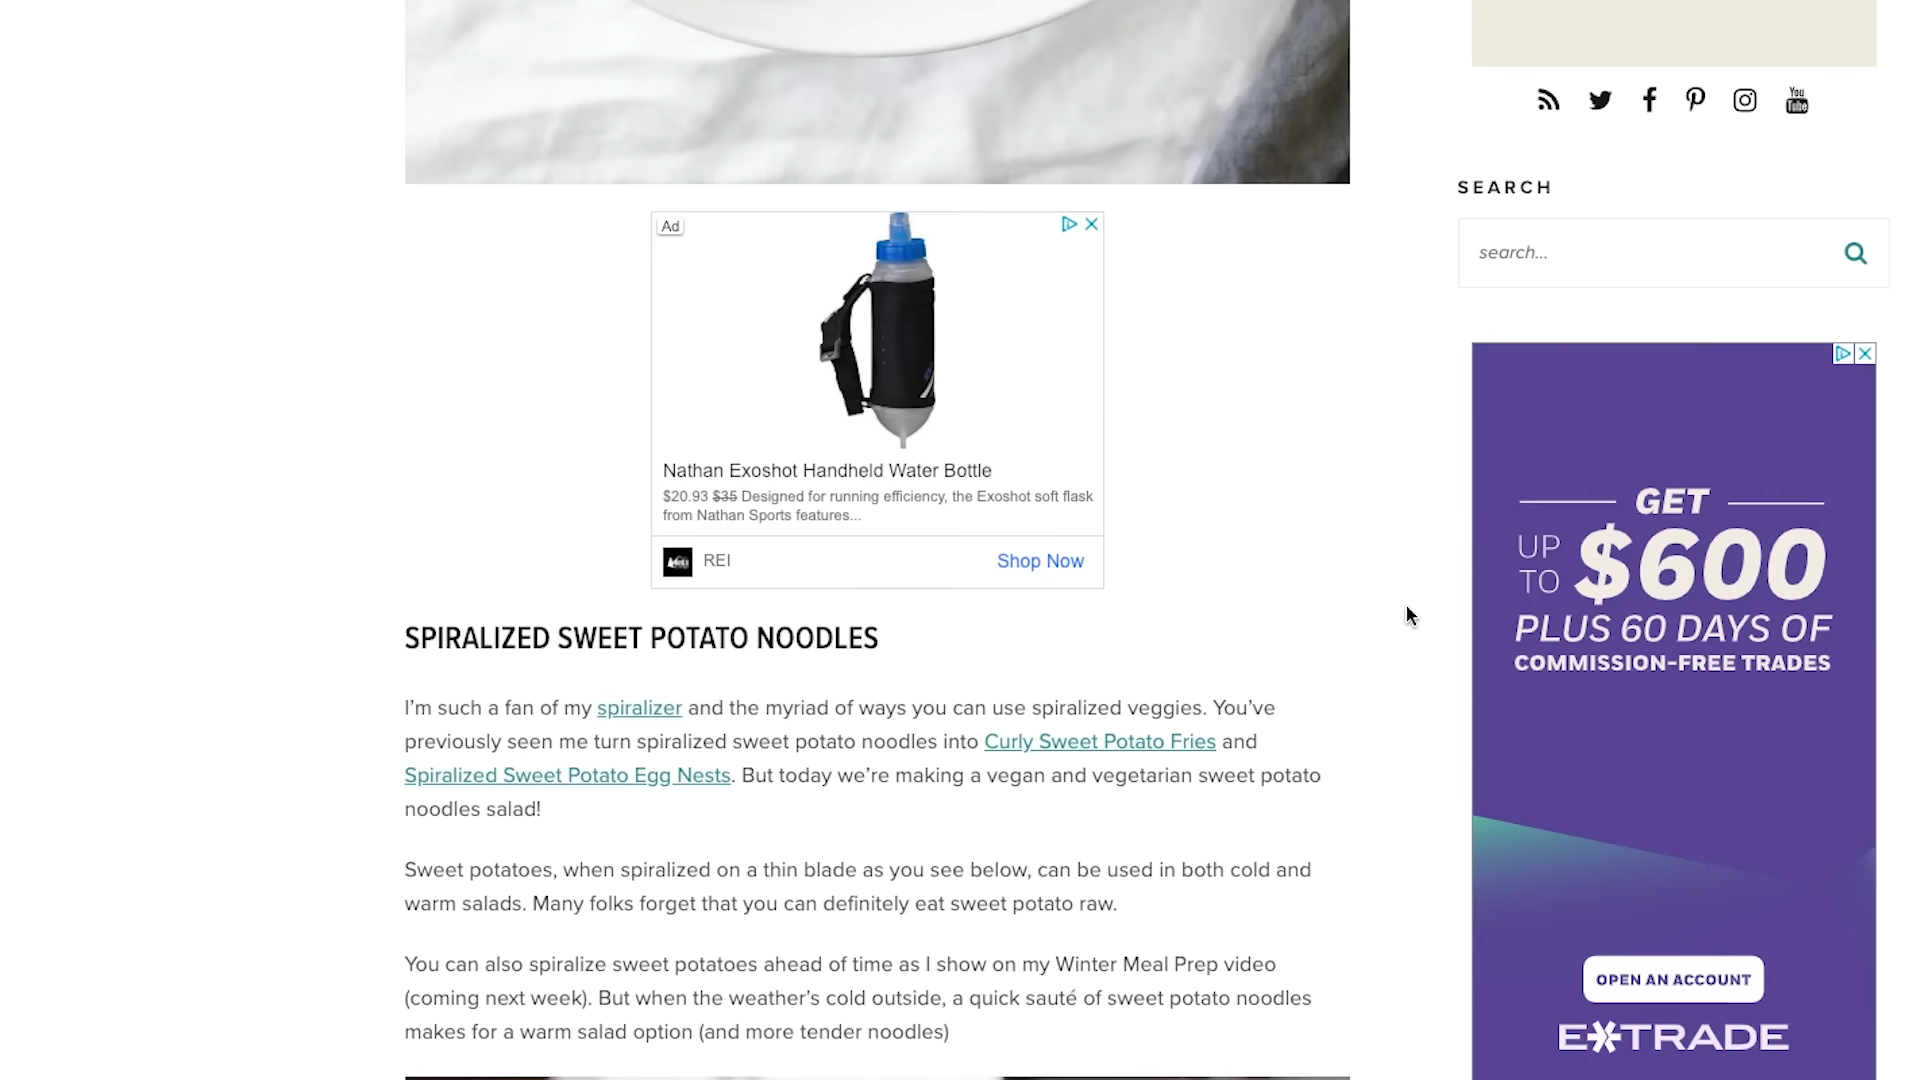 You
Tube
SEARCH
search...
Ad
Nathan Exoshot Handheld Water Bottle
$20.93 $35 Designed for running efficiency, the Exoshot soft flask
from Nathan Sports features...
REI
Shop Now
SPIRALIZED SWEET POTATO NOODLES
I’m such a fan of my spiralizer and the myriad of ways you can use spiralized veggies. You’ve
previously seen me turn spiralized sweet potato noodles into Curly Sweet Potato Fries and
Spiralized Sweet Potato Egg Nests. But today we’re making a vegan and vegetarian sweet potato
noodles salad!
Sweet potatoes, when spiralized on a thin blade as you see below, can be used in both cold and
warm salads. Many folks forget that you can definitely eat sweet potato raw.
You can also spiralize sweet potatoes ahead of time as I show on my Winter Meal Prep video
(coming next week). But when the weather’s cold outside, a quick sauté of sweet potato noodles
makes for a warm salad option (and more tender noodles)
GET
UP TO $600
PLUS 60 DAYS OF
COMMISSION-FREE TRADES
OPEN AN ACCOUNT
E*TRADE